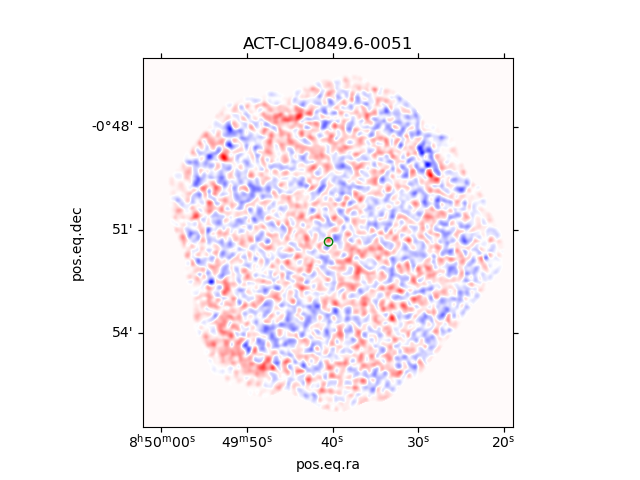 ACT-CLJ0849.6-0051
-0°48'
51'
54'
8ʰ50ᵐ00ˢ 49ᵐ50ˢ 40ˢ 30ˢ 20ˢ
pos.eq.ra
pos.eq.dec